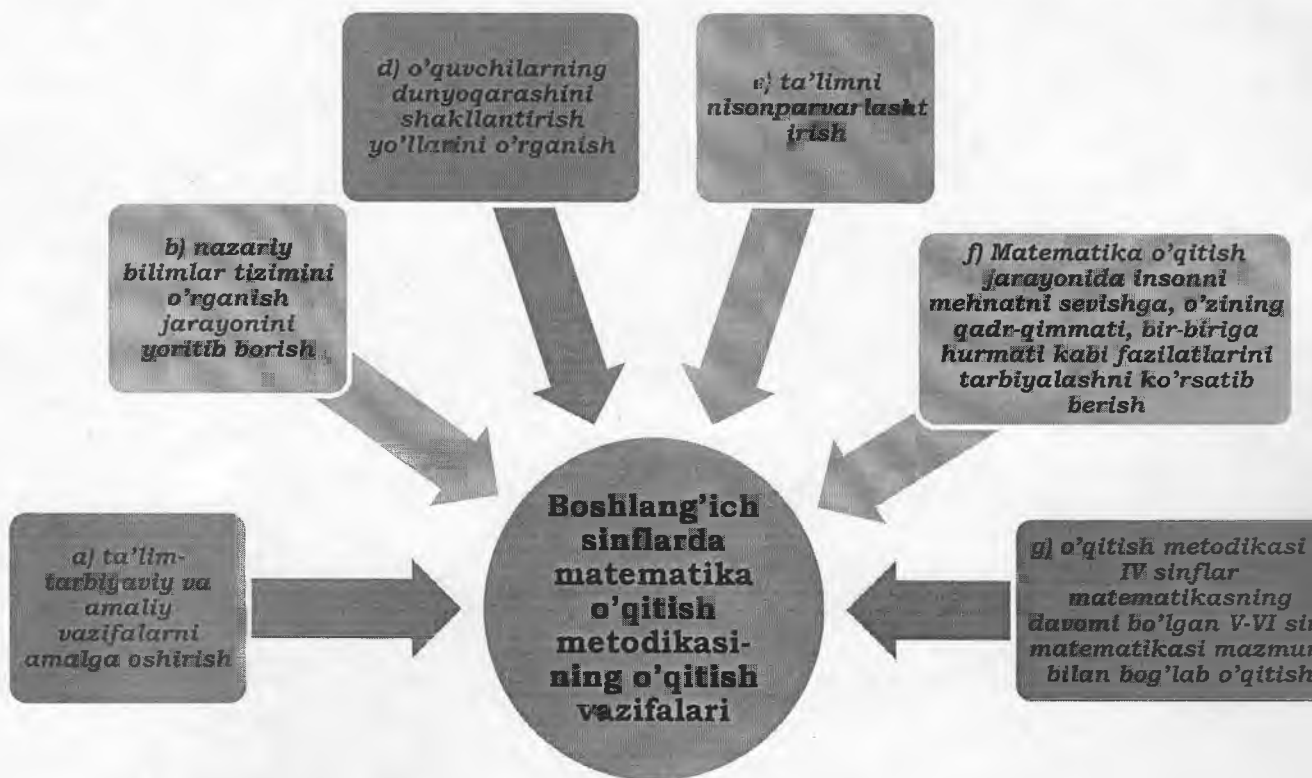 d) o'quvchilarning
dunyoqarashini
shakllantirish
yo'llarini o'rganish
e) ta'limni
nisonparvarlasht
irish
b) nazariy
bilimlar tizimini
o'rganish
jarayonini
yoritib borish
f) Matematika o'qitish
jarayonida insonni
mehnatni sevishga, o'zining
qadr-qimmati, bir-biriga
hurmati kabi fazilatlarini
tarbiyalashni ko'rsatib
berish
a) ta'lim-
tarbiyaviy va
amaliy
vazifalarni
amalga oshirish
Boshlang'ich
sinflarda
matematika
o'qitish
metodikasi-
ning o'qitish
vazifalari
g) o'qitish metodikasi
IV sinflar
matematikasning
davomi bo'lgan V-VI
matematikasi
bilan bog'lab o'qitish